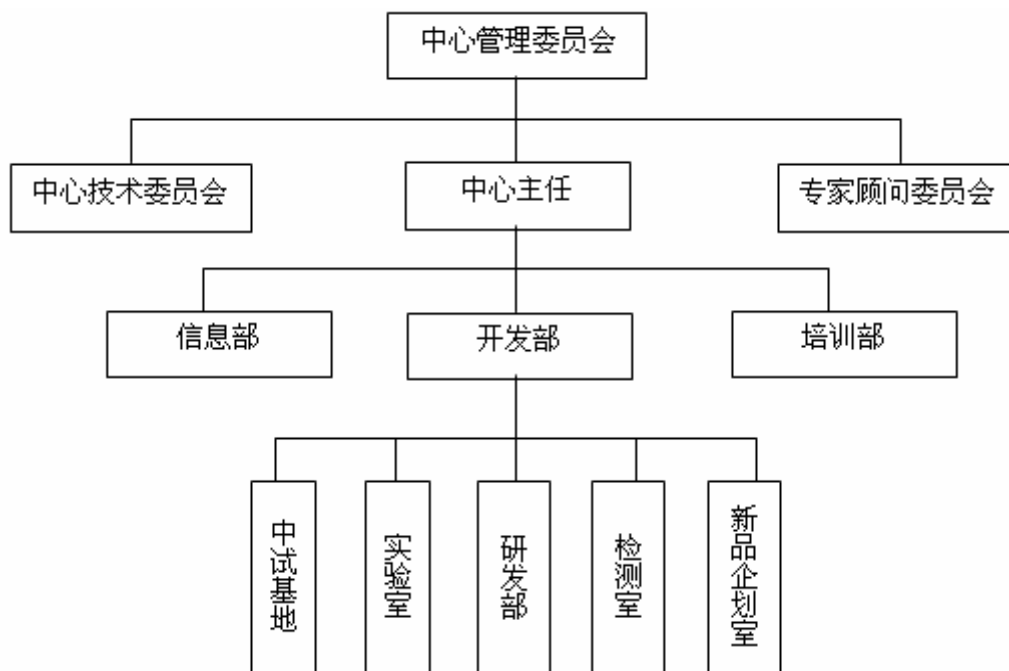 中心管理委员会
中心技术委员会
中心主任
专家顾问委员会
信息部
开发部
培训部
中试基地
实验室
研发部
检测室
新品企划室